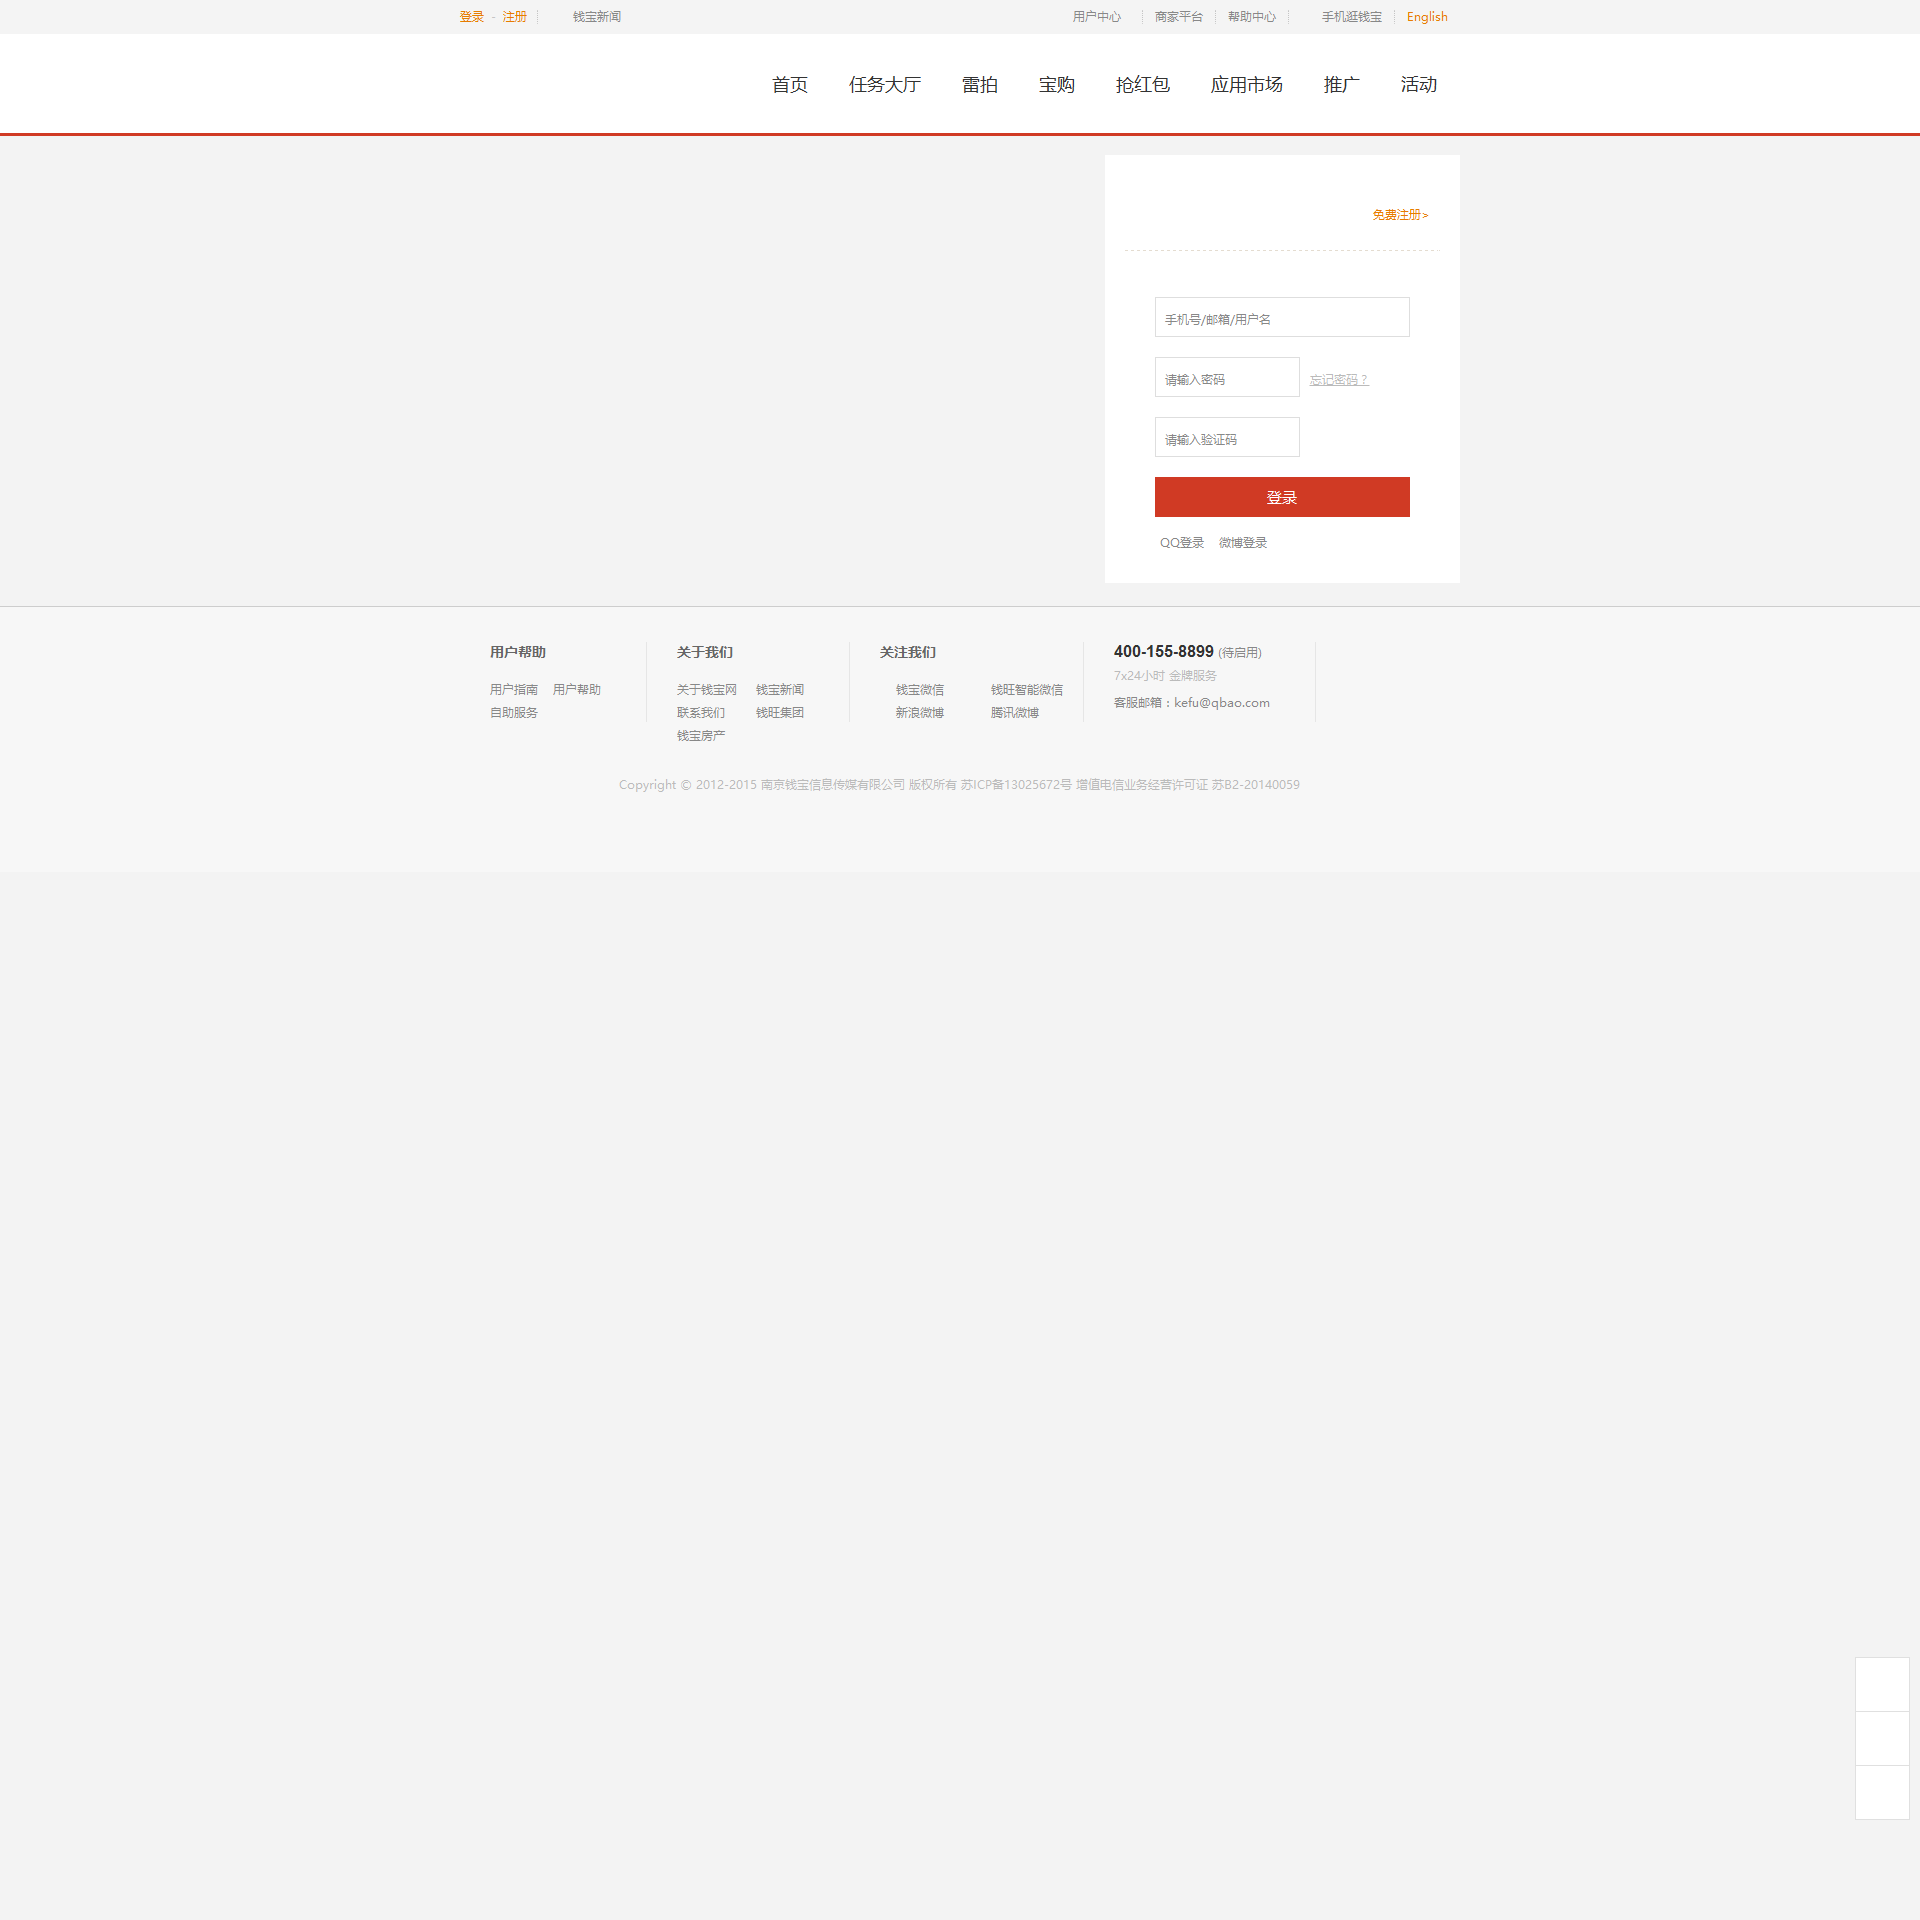 登录 - 注册 钱宝新闻 用户中心 商家平台 帮助中心 手机逛钱宝 English
首页 任务大厅 雷拍 宝购 抢红包 应用市场 推广 活动
免费注册>
手机号/邮箱/用户名
请输入密码 忘记密码？
请输入验证码
登录
QQ登录 微博登录
用户帮助
用户指南 用户帮助
自助服务
关于我们
关于钱宝网 钱宝新闻
联系我们 钱旺集团
钱宝房产
关注我们
钱宝微信 钱旺智能微信
新浪微博 腾讯微博
400-155-8899 (待启用)
7x24小时 金牌服务
客服邮箱：kefu@qbao.com
Copyright © 2012-2015 南京钱宝信息传媒有限公司 版权所有 苏ICP备13025672号 增值电信业务经营许可证 苏B2-20140059